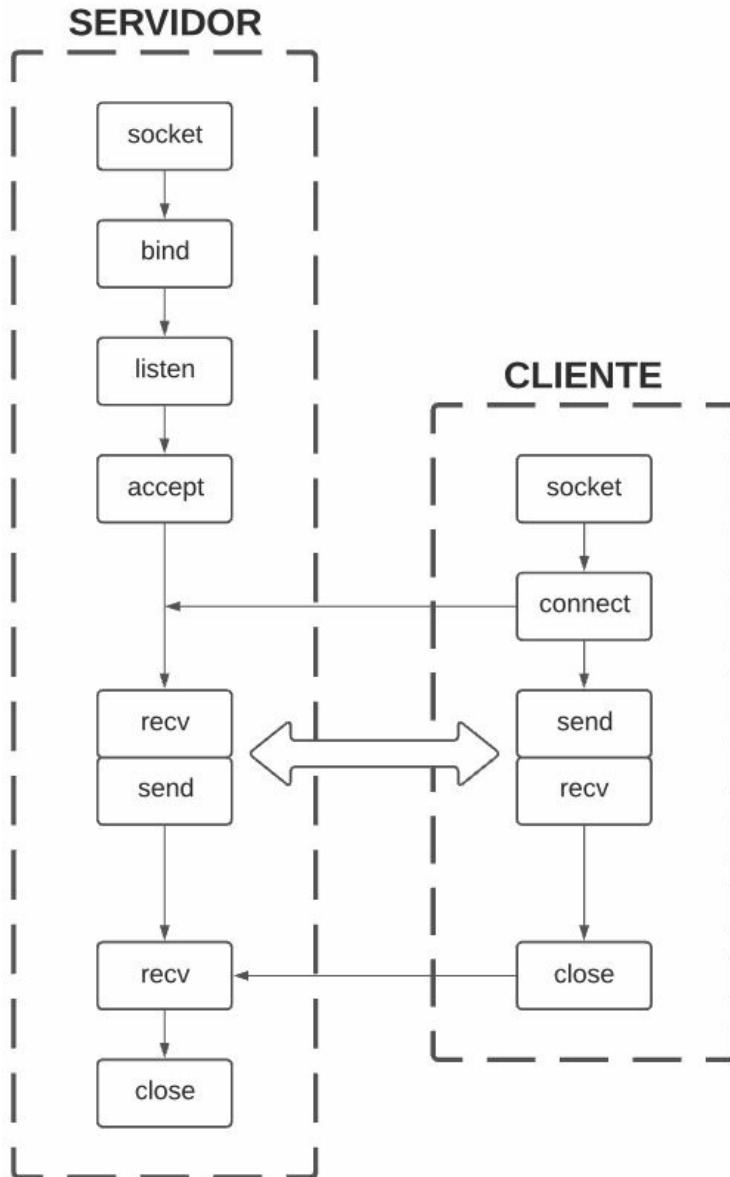 SERVIDOR
socket
bind
listen
accept
recv
send
recv
close
CLIENTE
socket
connect
send
recv
close